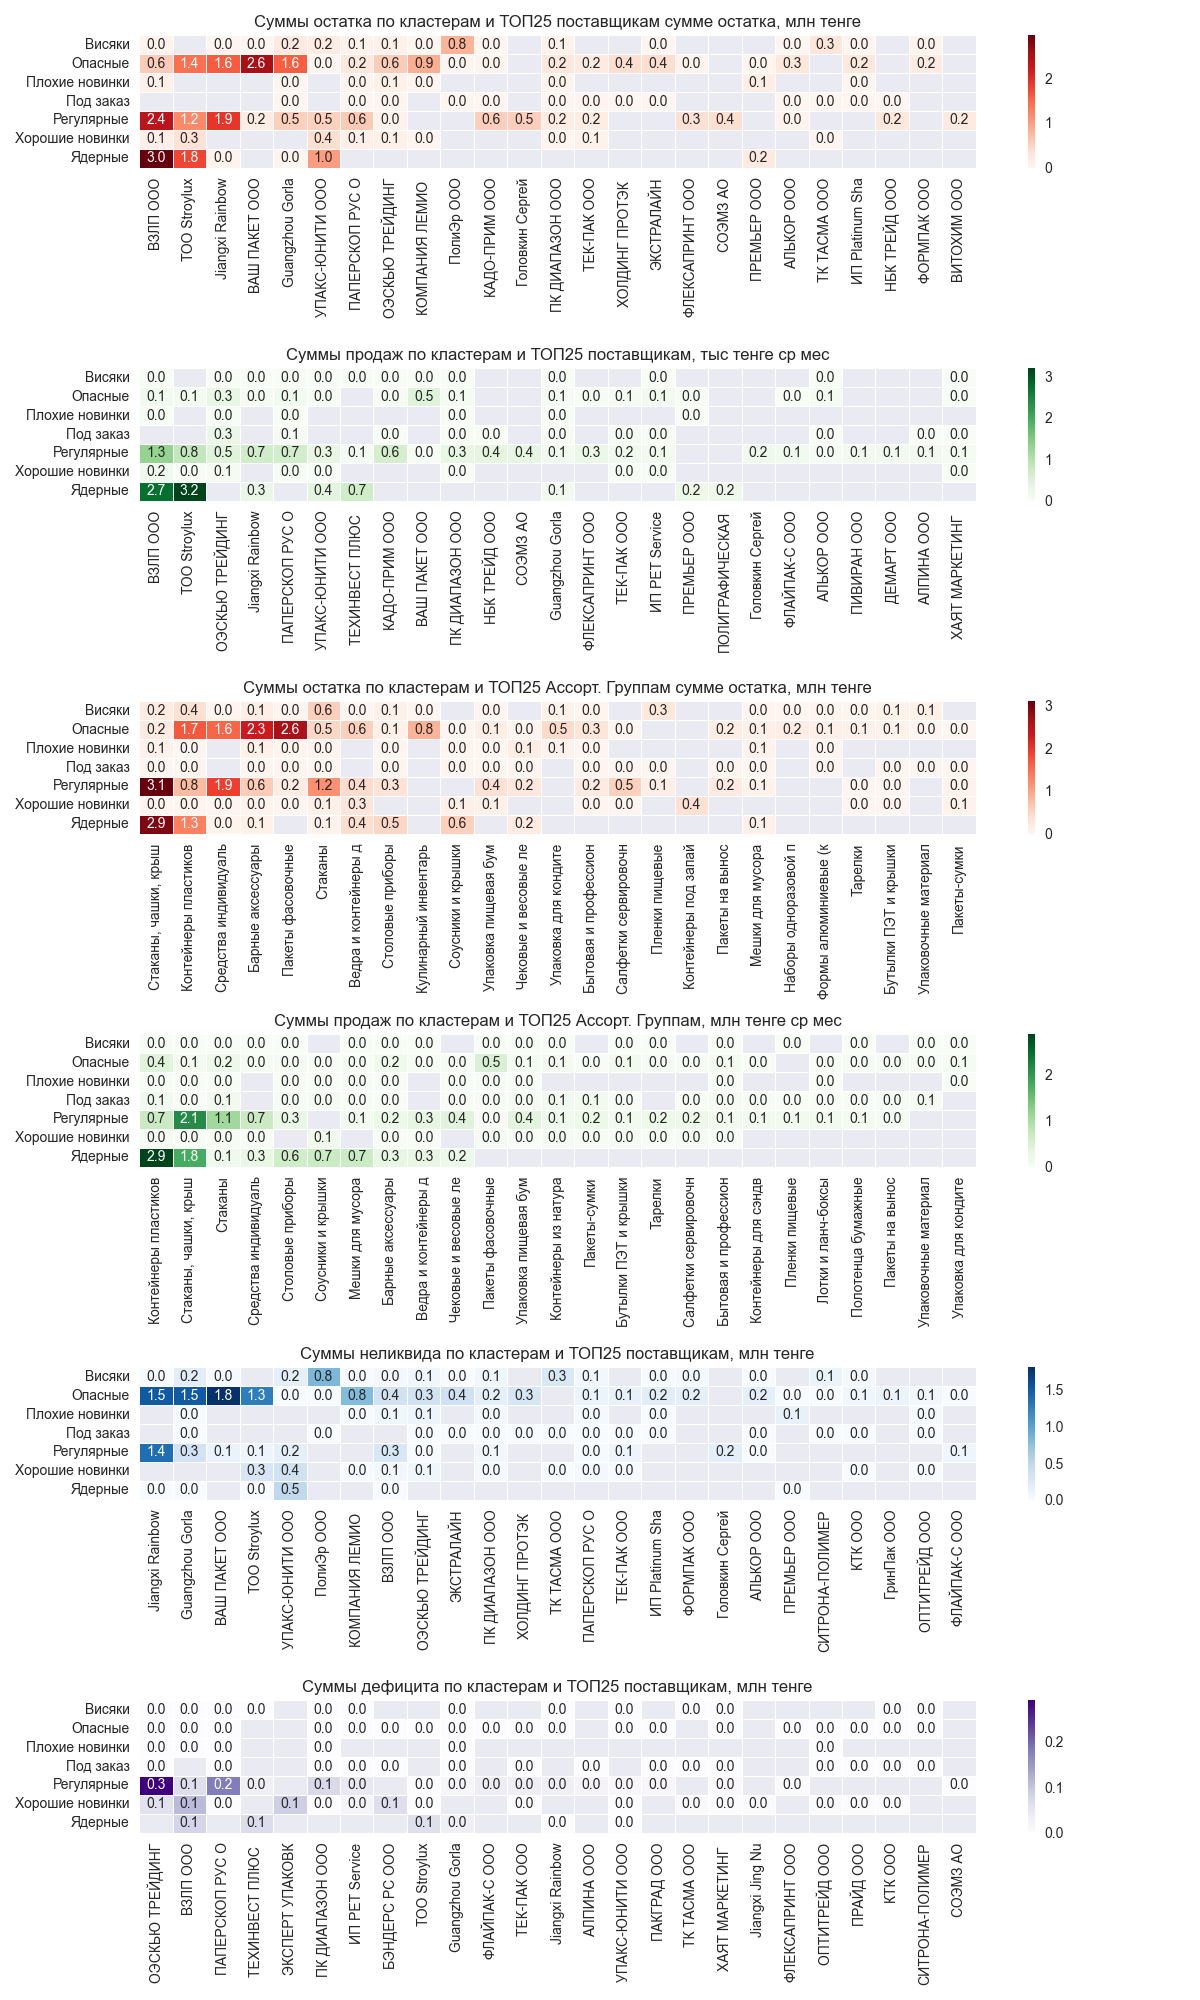 Суммы остатка по кластерам и ТОП25 поставщикам сумме остатка, млн тенге
Висяки 0.0 0.0 0.0 0.2 0.2 0.1 0.1 0.0 0.8 0.0 0.1 0.0 0.0 0.3 0.0 0.0
Опасные 0.6 1.4 1.6 2.6 1.6 0.0 0.2 0.6 0.9 0.0 0.0 0.2 0.2 0.4 0.4 0.0 0.0 0.3 0.2 0.2
Плохие новинки 0.1 0.0 0.0 0.1 0.0 0.0 0.1 0.0
Под заказ 0.0 0.0 0.0 0.0 0.0 0.0 0.0 0.0 0.0 0.0 0.0 0.0 0.0
Регулярные 2.4 1.2 1.9 0.2 0.5 0.5 0.6 0.0 0.6 0.5 0.2 0.2 0.3 0.4 0.0 0.2 0.2
Хорошие новинки 0.1 0.3 0.4 0.1 0.1 0.0 0.0 0.1 0.0
Ядерные 3.0 1.8 0.0 0.0 1.0 0.2
2
1
0
ВЗЛП ООО
ТОО Stroylux
Jiangxi Rainbow
ВАШ ПАКЕТ ООО
Guangzhou Gorla
УПАКС-ЮНИТИ ООО
ПАПЕРСКОП РУС О
ОЭСКЬЮ ТРЕЙДИНГ
КОМПАНИЯ ЛЕМИО
ПолиЭр ООО
КАДО-ПРИМ ООО
Головкин Сергей
ПК ДИАПАЗОН ООО
ТЕК-ПАК ООО
ХОЛДИНГ ПРОТЭК
ЭКСТРАЛАЙН
ФЛЕКСАПРИНТ ООО
СОЭМЗ АО
ПРЕМЬЕР ООО
АЛЬКОР ООО
ТК ТАСМА ООО
ИП Platinum Sha
НБК ТРЕЙД ООО
ФОРМПАК ООО
ВИТОХИМ ООО
Суммы продаж по кластерам и ТОП25 поставщикам, тыс тенге ср мес
Висяки 0.0 0.0 0.0 0.0 0.0 0.0 0.0 0.0 0.0 0.0 0.0 0.0 0.0
Опасные 0.1 0.1 0.3 0.0 0.1 0.0 0.0 0.5 0.1 0.1 0.0 0.1 0.1 0.0 0.0 0.1 0.0
Плохие новинки 0.0 0.0 0.0 0.0 0.0 0.0
Под заказ 0.3 0.1 0.0 0.0 0.0 0.0 0.0 0.0 0.0 0.0 0.0
Регулярные 1.3 0.8 0.5 0.7 0.7 0.3 0.1 0.6 0.0 0.3 0.4 0.4 0.1 0.3 0.2 0.1 0.2 0.1 0.0 0.1 0.1 0.1 0.1
Хорошие новинки 0.2 0.0 0.1 0.0 0.0 0.0 0.0 0.0 0.0
Ядерные 2.7 3.2 0.3 0.4 0.7 0.1 0.2 0.2
3
2
1
0
ВЗЛП ООО
ТОО Stroylux
ОЭСКЬЮ ТРЕЙДИНГ
Jiangxi Rainbow
ПАПЕРСКОП РУС О
УПАКС-ЮНИТИ ООО
ТЕХИНВЕСТ ПЛЮС
КАДО-ПРИМ ООО
ВАШ ПАКЕТ ООО
ПК ДИАПАЗОН ООО
НБК ТРЕЙД ООО
СОЭМЗ АО
Guangzhou Gorla
ФЛЕКСАПРИНТ ООО
ТЕК-ПАК ООО
ИП РЕТ Service
ПРЕМЬЕР ООО
ПОЛИГРАФИЧЕСКАЯ
Головкин Сергей
ФЛАЙПАК-С ООО
АЛЬКОР ООО
ПИВИРАН ООО
ДЕМАРТ ООО
АЛПИНА ООО
ХАЯТ МАРКЕТИНГ
Суммы остатка по кластерам и ТОП25 Ассорт. Группам сумме остатка, млн тенге
Висяки 0.2 0.4 0.0 0.1 0.0 0.6 0.0 0.1 0.0 0.0 0.1 0.0 0.3 0.0 0.0 0.0 0.0 0.1 0.1
Опасные 0.2 1.7 1.6 2.3 2.6 0.5 0.6 0.1 0.8 0.0 0.1 0.0 0.5 0.3 0.0 0.2 0.1 0.2 0.1 0.1 0.1 0.0 0.0
Плохие новинки 0.1 0.0 0.1 0.0 0.0 0.0 0.0 0.0 0.1 0.1 0.0 0.1 0.0
Под заказ 0.0 0.0 0.0 0.0 0.0 0.0 0.0 0.0 0.0 0.0 0.0 0.0 0.0 0.0 0.0 0.0 0.0 0.0 0.0
Регулярные 3.1 0.8 1.9 0.6 0.2 1.2 0.4 0.3 0.4 0.2 0.2 0.5 0.1 0.2 0.1 0.0 0.0 0.0
Хорошие новинки 0.0 0.0 0.0 0.0 0.0 0.1 0.3 0.1 0.1 0.0 0.0 0.4 0.0 0.0 0.1
Ядерные 2.9 1.3 0.0 0.1 0.1 0.4 0.5 0.6 0.2 0.1
3
2
1
0
Стаканы, чашки, крыш
Контейнеры пластиков
Средства индивидуаль
Барные аксессуары
Пакеты фасовочные
Стаканы
Ведра и контейнеры д
Столовые приборы
Кулинарный инвентарь
Соусники и крышки
Упаковка пищевая бум
Чековые и весовые ле
Упаковка для кондите
Бытовая и профессион
Салфетки сервировочн
Пленки пищевые
Контейнеры под запай
Пакеты на вынос
Мешки для мусора
Наборы одноразовой п
Формы алюминиевые (к
Тарелки
Бутылки ПЭТ и крышки
Упаковочные материал
Пакеты-сумки
Суммы продаж по кластерам и ТОП25 Ассорт. Группам, млн тенге ср мес
Висяки 0.0 0.0 0.0 0.0 0.0 0.0 0.0 0.0 0.0 0.0 0.0 0.0 0.0 0.0 0.0 0.0 0.0 0.0 0.0
Опасные 0.4 0.1 0.2 0.0 0.0 0.0 0.0 0.2 0.0 0.0 0.5 0.1 0.1 0.0 0.1 0.0 0.0 0.1 0.0 0.0 0.0 0.0 0.0 0.1
Плохие новинки 0.0 0.0 0.0 0.0 0.0 0.0 0.0 0.0 0.0 0.0 0.0 0.0 0.0
Под заказ 0.1 0.0 0.1 0.0 0.0 0.0 0.0 0.0 0.0 0.0 0.1 0.1 0.0 0.0 0.0 0.0 0.0 0.0 0.0 0.0 0.1
Регулярные 0.7 2.1 1.1 0.7 0.3 0.1 0.2 0.3 0.4 0.0 0.4 0.1 0.2 0.1 0.2 0.2 0.1 0.1 0.1 0.1 0.1 0.0
Хорошие новинки 0.0 0.0 0.0 0.0 0.1 0.0 0.0 0.0 0.0 0.0 0.0 0.0 0.0 0.0 0.0
Ядерные 2.9 1.8 0.1 0.3 0.6 0.7 0.7 0.3 0.3 0.2
2
1
0
Контейнеры пластиков
Стаканы, чашки, крыш
Стаканы
Средства индивидуаль
Столовые приборы
Соусники и крышки
Мешки для мусора
Барные аксессуары
Ведра и контейнеры д
Чековые и весовые ле
Пакеты фасовочные
Упаковка пищевая бум
Контейнеры из натура
Пакеты-сумки
Бутылки ПЭТ и крышки
Тарелки
Салфетки сервировочн
Бытовая и профессион
Контейнеры для сэндв
Пленки пищевые
Лотки и ланч-боксы
Полотенца бумажные
Пакеты на вынос
Упаковочные материал
Упаковка для кондите
Суммы неликвида по кластерам и ТОП25 поставщикам, млн тенге
Висяки 0.0 0.2 0.0 0.2 0.8 0.0 0.0 0.1 0.0 0.1 0.3 0.1 0.0 0.0 0.0 0.1 0.0
Опасные 1.5 1.5 1.8 1.3 0.0 0.0 0.8 0.4 0.3 0.4 0.2 0.3 0.1 0.1 0.2 0.2 0.2 0.0 0.0 0.1 0.1 0.1 0.0
Плохие новинки 0.0 0.0 0.1 0.1 0.0 0.0 0.0 0.1 0.0
Под заказ 0.0 0.0 0.0 0.0 0.0 0.0 0.0 0.0 0.0 0.0 0.0 0.0 0.0 0.0
Регулярные 1.4 0.3 0.1 0.1 0.2 0.3 0.0 0.1 0.0 0.1 0.2 0.0 0.1
Хорошие новинки 0.3 0.4 0.0 0.1 0.1 0.0 0.0 0.0 0.0 0.0 0.0
Ядерные 0.0 0.0 0.0 0.5 0.0 0.0
1.5
1.0
0.5
0.0
Jiangxi Rainbow
Guangzhou Gorla
ВАШ ПАКЕТ ООО
ТОО Stroylux
УПАКС-ЮНИТИ ООО
ПолиЭр ООО
КОМПАНИЯ ЛЕМИО
ВЗЛП ООО
ОЭСКЬЮ ТРЕЙДИНГ
ЭКСТРАЛАЙН
ПК ДИАПАЗОН ООО
ХОЛДИНГ ПРОТЭК
ТК ТАСМА ООО
ПАПЕРСКОП РУС О
ТЕК-ПАК ООО
ИП Platinum Sha
ФОРМПАК ООО
Головкин Сергей
АЛЬКОР ООО
ПРЕМЬЕР ООО
СИТРОНА-ПОЛИМЕР
КТК ООО
ГринПак ООО
ОПТИТРЕЙД ООО
ФЛАЙПАК-С ООО
Суммы дефицита по кластерам и ТОП25 поставщикам, млн тенге
Висяки 0.0 0.0 0.0 0.0 0.0 0.0 0.0 0.0 0.0 0.0 0.0 0.0 0.0
Опасные 0.0 0.0 0.0 0.0 0.0 0.0 0.0 0.0 0.0 0.0 0.0 0.0 0.0 0.0 0.0 0.0 0.0 0.0 0.0 0.0
Плохие новинки 0.0 0.0 0.0 0.0 0.0 0.0
Под заказ 0.0 0.0 0.0 0.0 0.0 0.0 0.0 0.0 0.0 0.0 0.0 0.0 0.0 0.0
Регулярные 0.3 0.1 0.2 0.0 0.1 0.0 0.0 0.0 0.0 0.0 0.0 0.0 0.0 0.0 0.0 0.0 0.0
Хорошие новинки 0.1 0.1 0.0 0.1 0.0 0.0 0.1 0.0 0.0 0.0 0.0 0.0 0.0 0.0 0.0
Ядерные 0.1 0.1 0.1 0.0 0.0 0.0
0.2
0.1
0.0
ОЭСКЬЮ ТРЕЙДИНГ
ВЗЛП ООО
ПАПЕРСКОП РУС О
ТЕХИНВЕСТ ПЛЮС
ЭКСПЕРТ УПАКОВК
ПК ДИАПАЗОН ООО
ИП РЕТ Service
БЭНДЕРС РС ООО
ТОО Stroylux
Guangzhou Gorla
ФЛАЙПАК-С ООО
ТЕК-ПАК ООО
Jiangxi Rainbow
АЛПИНА ООО
УПАКС-ЮНИТИ ООО
ПАКГРАД ООО
ТК ТАСМА ООО
ХАЯТ МАРКЕТИНГ
Jiangxi Jing Nu
ФЛЕКСАПРИНТ ООО
ОПТИТРЕЙД ООО
ПРАЙД ООО
КТК ООО
СИТРОНА-ПОЛИМЕР
СОЭМЗ АО